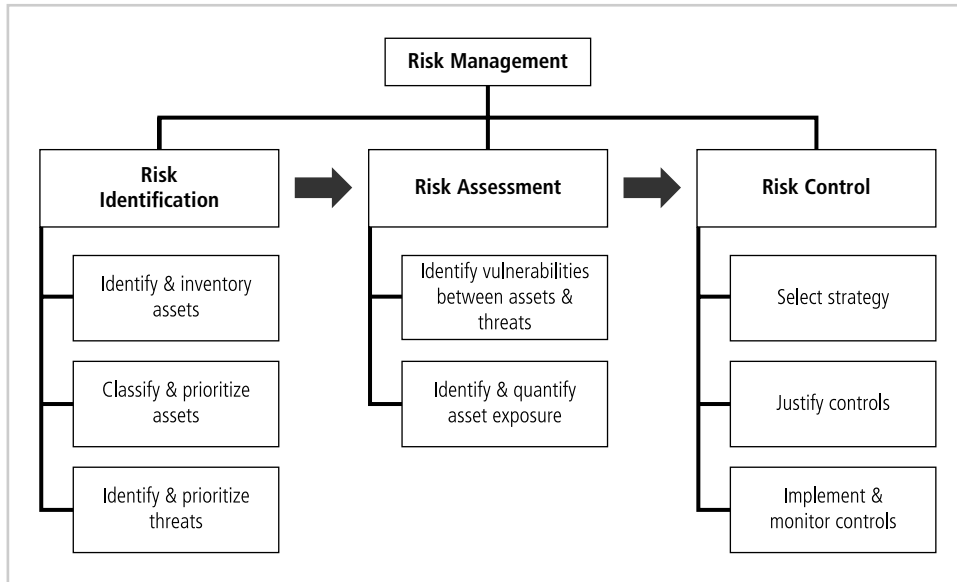 Risk Management
Risk
Identification
Identify & inventory
assets
Classify & prioritize
assets
Identify & prioritize
threats
Risk Assessment
Identify vulnerabilities
between assets &
threats
Identify & quantify
asset exposure
Risk Control
Select strategy
Justify controls
Implement &
monitor controls